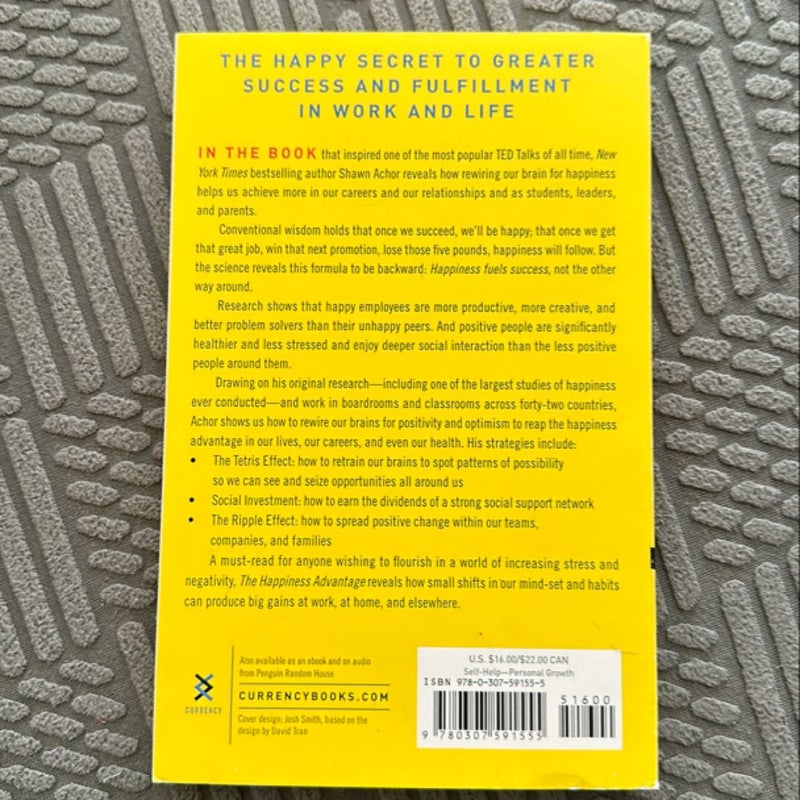 THE HAPPY SECRET TO GREATER
SUCCESS AND FULFILLMENT
IN WORK AND LIFE
IN THE BOOK that inspired one of the most popular TED Talks of all time, New
York Times bestselling author Shawn Achor reveals how rewiring our brain for happiness
helps us achieve more in our careers and our relationships and as students, leaders,
and parents.
Conventional wisdom holds that once we succeed, we'll be happy; that once we get
that great job, win that next promotion, lose those five pounds, happiness will follow. But
the science reveals this formula to be backward: Happiness fuels success, not the other
way around.
Research shows that happy employees are more productive, more creative, and
better problem solvers than their unhappy peers. And positive people are significantly
healthier and less stressed and enjoy deeper social interaction than the less positive
people around them.
Drawing on his original research—including one of the largest studies of happiness
ever conducted—and work in boardrooms and classrooms across forty-two countries,
Achor shows us how to rewire our brains for positivity and optimism to reap the happiness
advantage in our lives, our careers, and even our health. His strategies include:
• The Tetris Effect: how to retrain our brains to spot patterns of possibility
so we can see and seize opportunities all around us
• Social Investment: how to earn the dividends of a strong social support network
• The Ripple Effect: how to spread positive change within our teams,
companies, and families
A must-read for anyone wishing to flourish in a world of increasing stress and
negativity, The Happiness Advantage reveals how small shifts in our mind-set and habits
can produce big gains at work, at home, and elsewhere.
Also available as an ebook and on audio
from Penguin Random House
CURRENCYBOOKS.COM
Cover design: Josh Smith, based on the
design by David Tran
CURRENCY
U.S. $16.00/$22.00 CAN
Self-Help—Personal Growth
ISBN 978-0-307-59155-5
51600
9 780307 591555